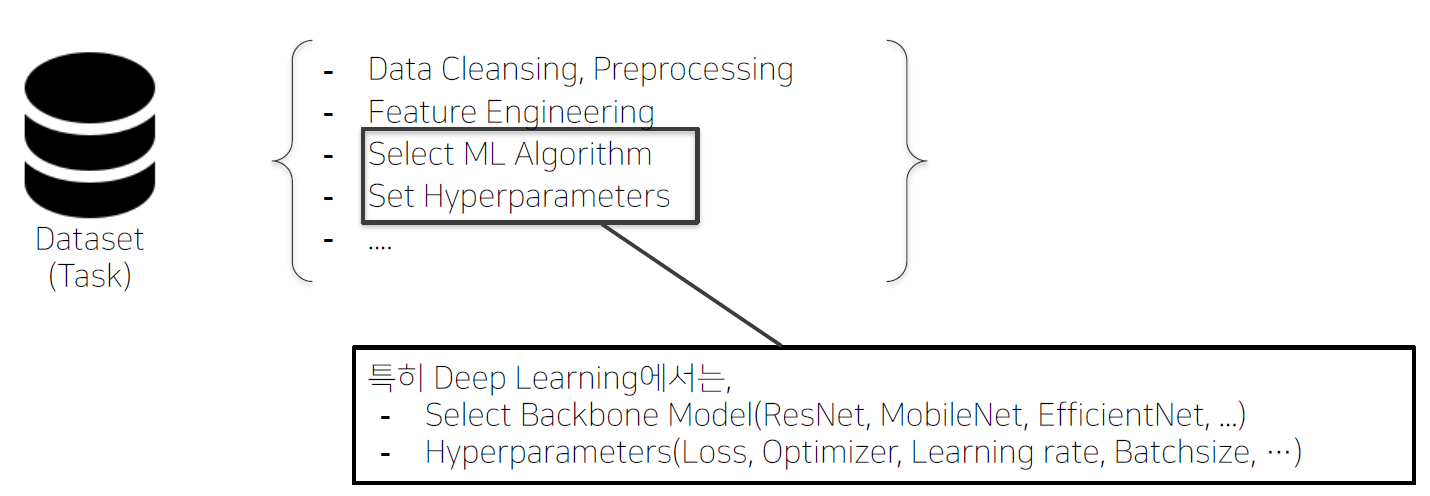 Dataset
(Task)
- Data Cleansing, Preprocessing
- Feature Engineering
- Select ML Algorithm
- Set Hyperparameters
- ....
특히 Deep Learning에서는,
- Select Backbone Model(ResNet, MobileNet, EfficientNet, ...)
- Hyperparameters(Loss, Optimizer, Learning rate, Batchsize, …)